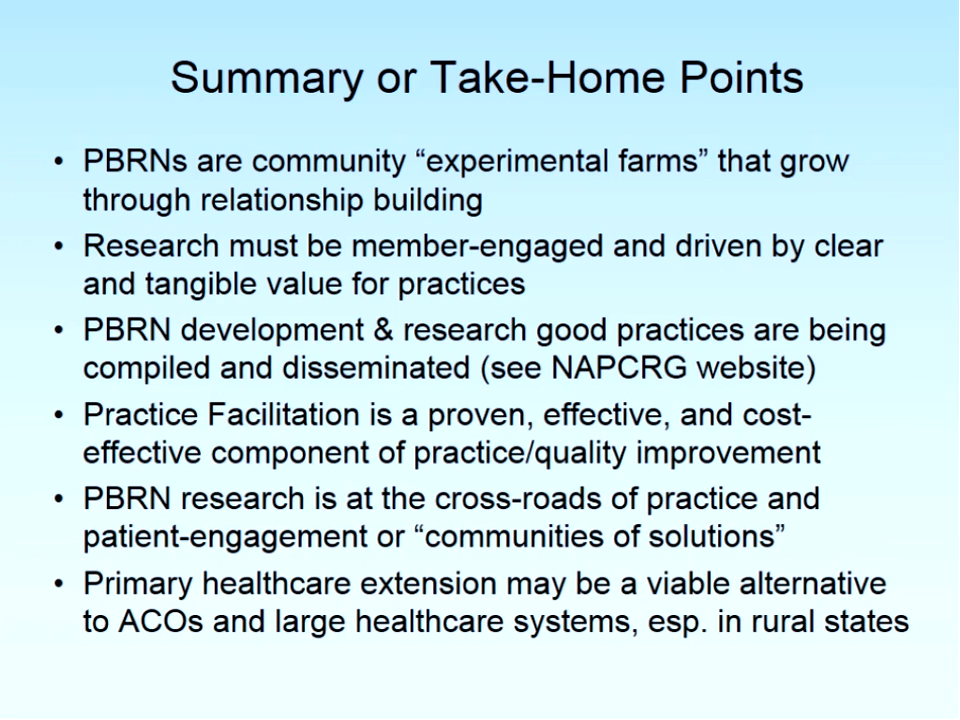 Summary or Take-Home Points
• PBRNs are community “experimental farms” that grow
through relationship building
• Research must be member-engaged and driven by clear
and tangible value for practices
• PBRN development & research good practices are being
compiled and disseminated (see NAPCRG website)
• Practice Facilitation is a proven, effective, and cost-
effective component of practice/quality improvement
• PBRN research is at the cross-roads of practice and
patient-engagement or “communities of solutions”
• Primary healthcare extension may be a viable alternative
to ACOs and large healthcare systems, esp. in rural states